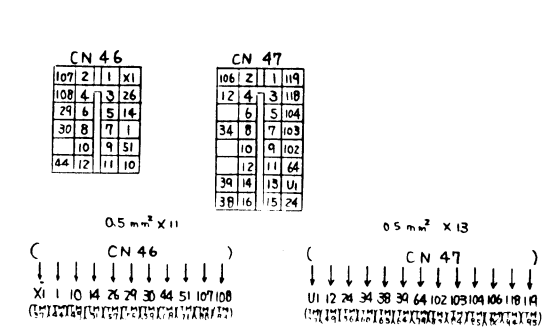 CN 46
107 2 1 X1
108 4 3 26
29 6 5 14
30 8 7 1
10 9 51
44 12 11 10
CN 47
106 2 1 119
12 4 3 118
6 5 104
34 8 7 103
10 9 102
12 11 64
39 14 13 U1
38 16 15 24
0.5 mm² X 11
( CN 46 )
X1 1 10 14 26 29 30 44 51 107 108
0.5 mm² X 13
( CN 47 )
U1 12 24 34 38 39 64 102 103 104 106 118 119